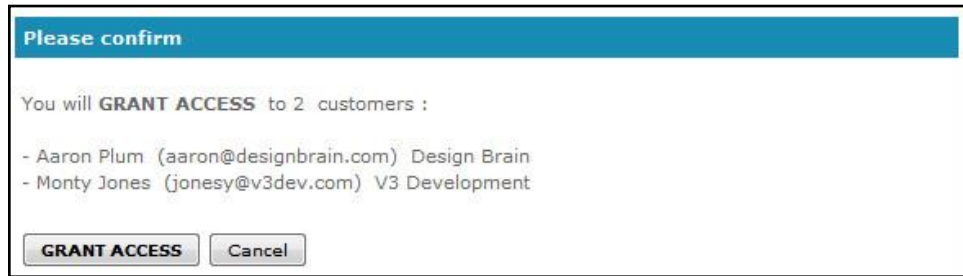 Please confirm
You will GRANT ACCESS to 2 customers :
- Aaron Plum (aaron@designbrain.com) Design Brain
- Monty Jones (jonesy@v3dev.com) V3 Development
GRANT ACCESS Cancel